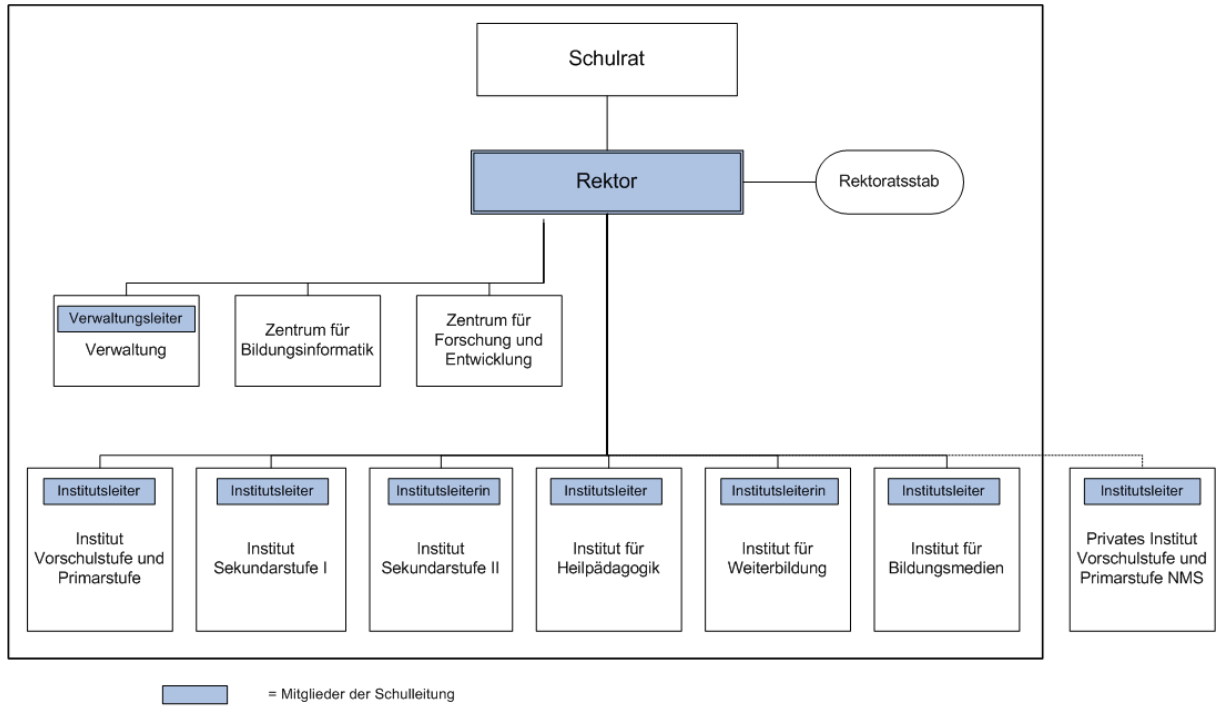 Schulrat
Rektor
Rektoratsstab
Verwaltungsleiter
Verwaltung
Zentrum für
Bildungsinformatik
Zentrum für
Forschung und
Entwicklung
Institutsleiter
Institut
Vorschulstufe und
Primarstufe
Institutsleiter
Institut
Sekundarstufe I
Institutsleiterin
Institut
Sekundarstufe II
Institutsleiter
Institut für
Heilpädagogik
Institutsleiterin
Institut für
Weiterbildung
Institutsleiter
Institut für
Bildungsmedien
Institutsleiter
Privates Institut
Vorschulstufe und
Primarstufe NMS
= Mitglieder der Schulleitung